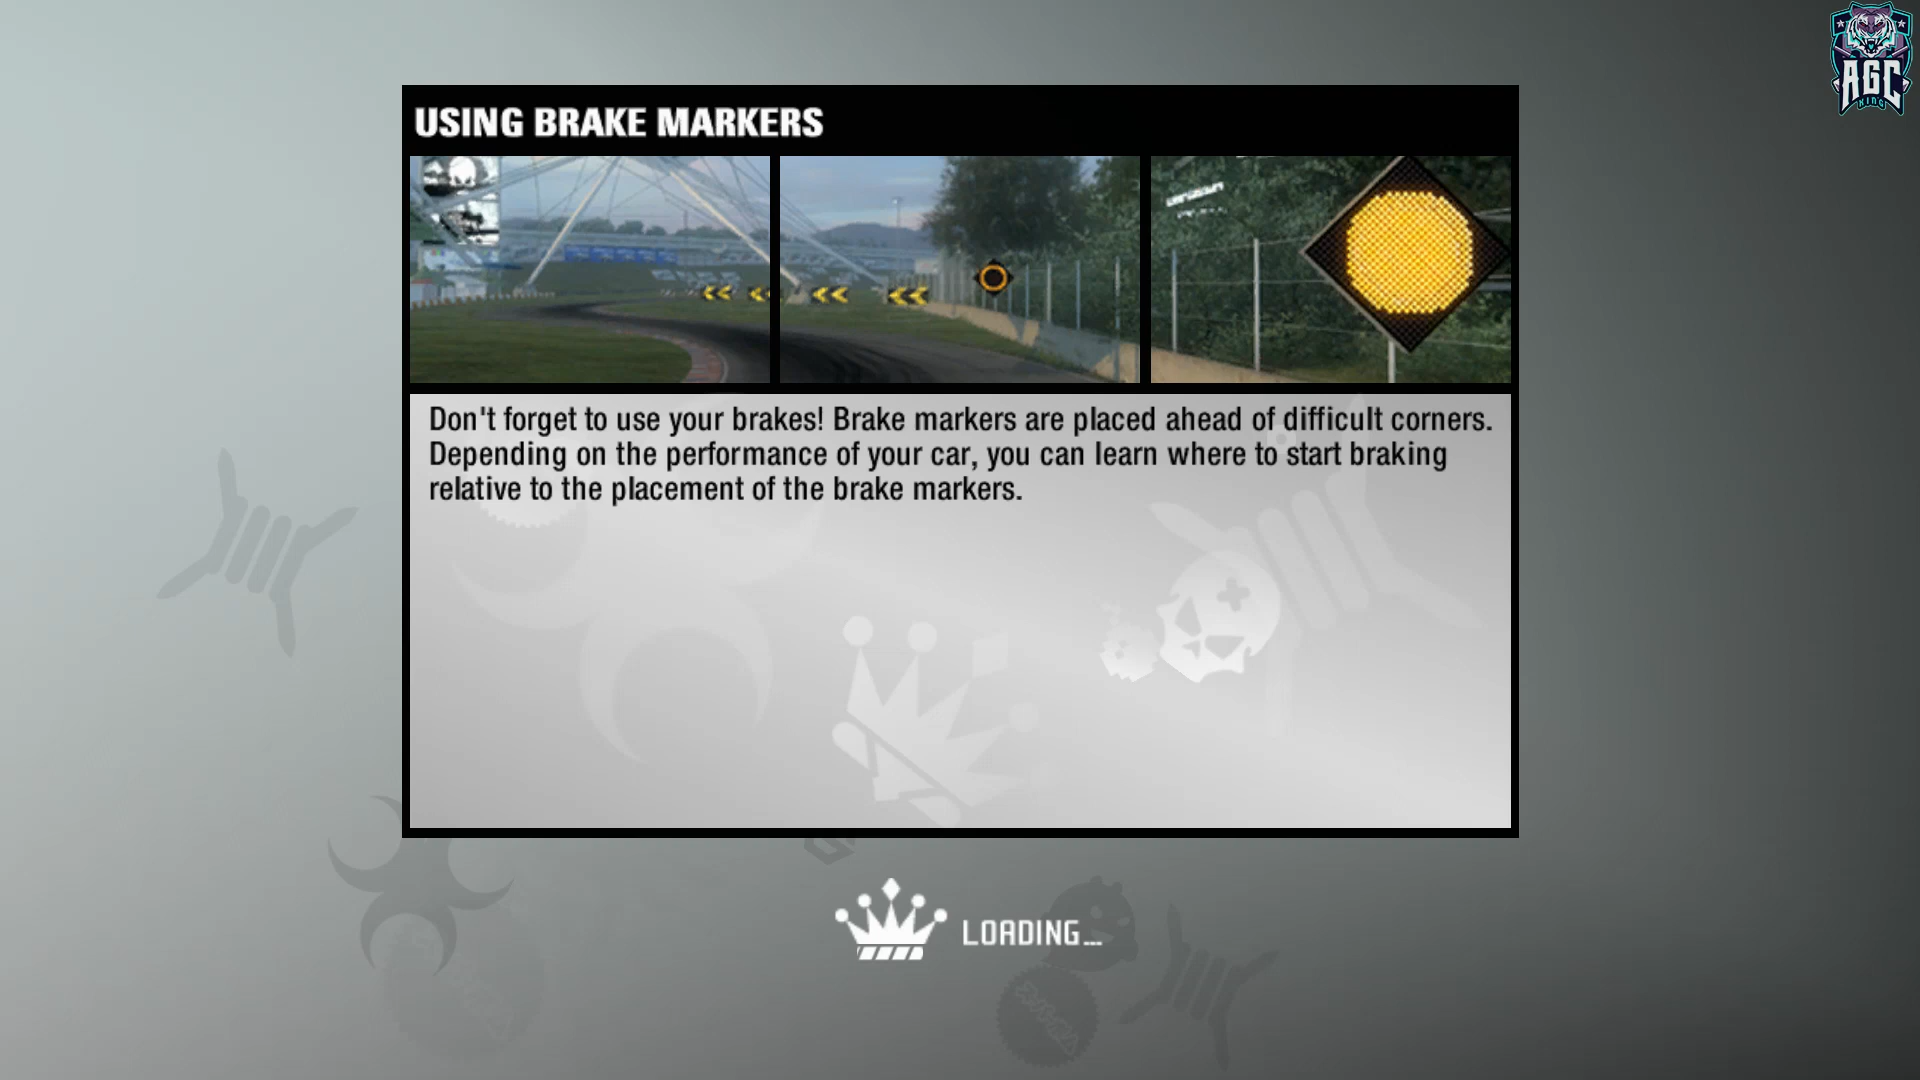 AGC
KING
USING BRAKE MARKERS
Don't forget to use your brakes! Brake markers are placed ahead of difficult corners.
Depending on the performance of your car, you can learn where to start braking
relative to the placement of the brake markers.
LOADING...